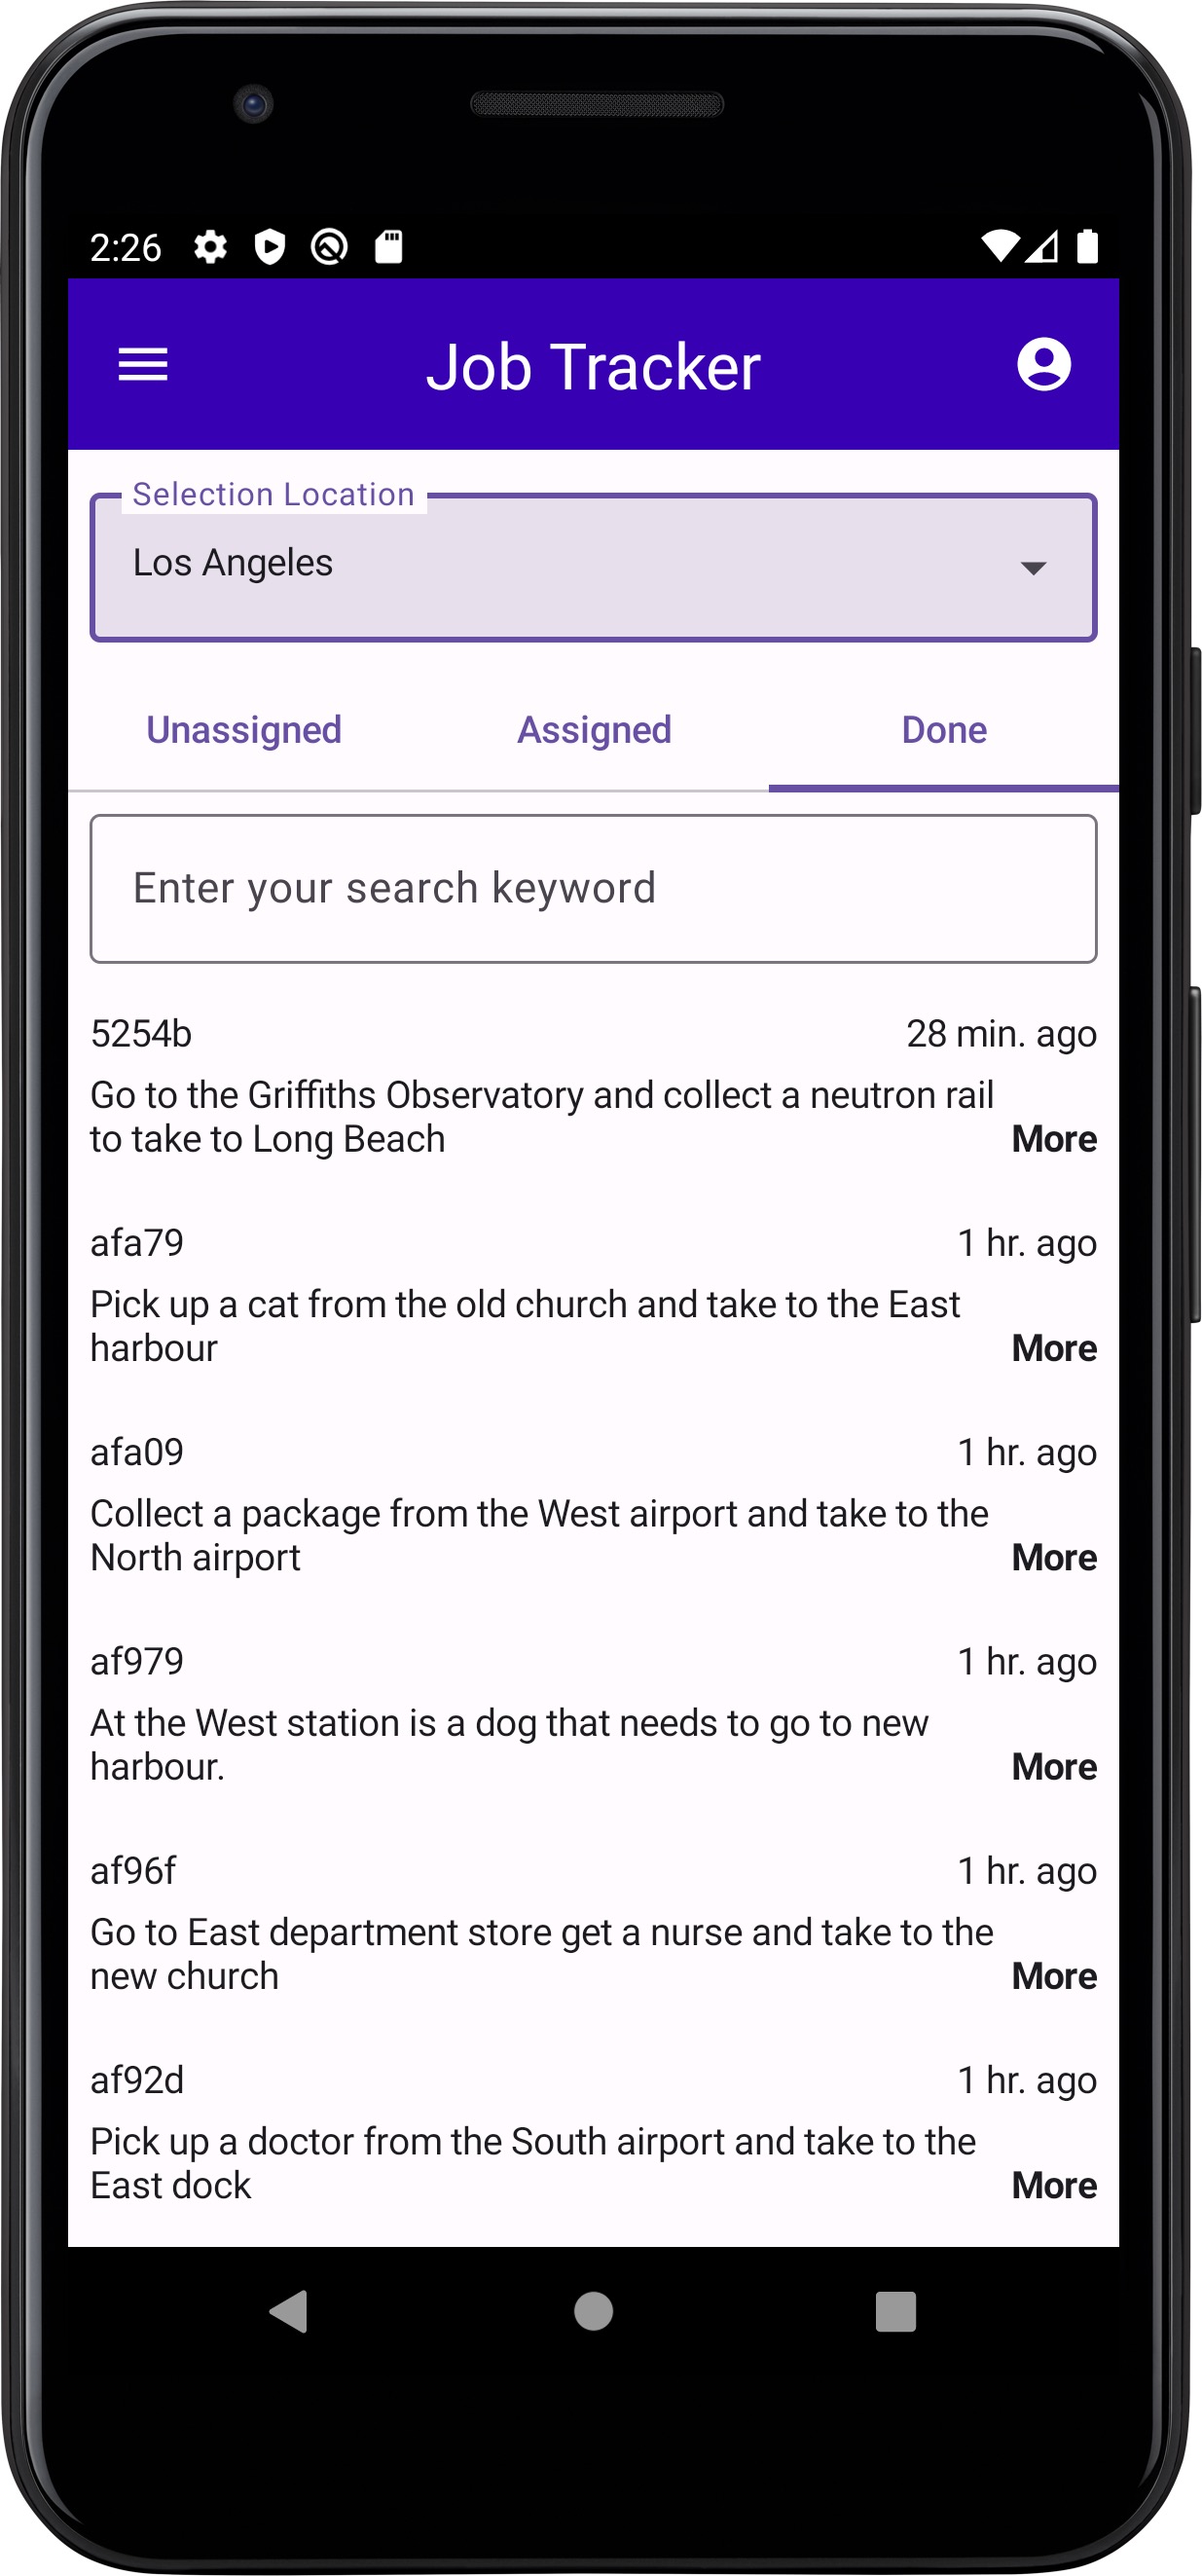 2:26
Job Tracker
Selection Location
Los Angeles
Unassigned Assigned Done
Enter your search keyword
5254b 28 min. ago
Go to the Griffiths Observatory and collect a neutron rail
to take to Long Beach More
afa79 1 hr. ago
Pick up a cat from the old church and take to the East
harbour More
afa09 1 hr. ago
Collect a package from the West airport and take to the
North airport More
af979 1 hr. ago
At the West station is a dog that needs to go to new
harbour. More
af96f 1 hr. ago
Go to East department store get a nurse and take to the
new church More
af92d 1 hr. ago
Pick up a doctor from the South airport and take to the
East dock More